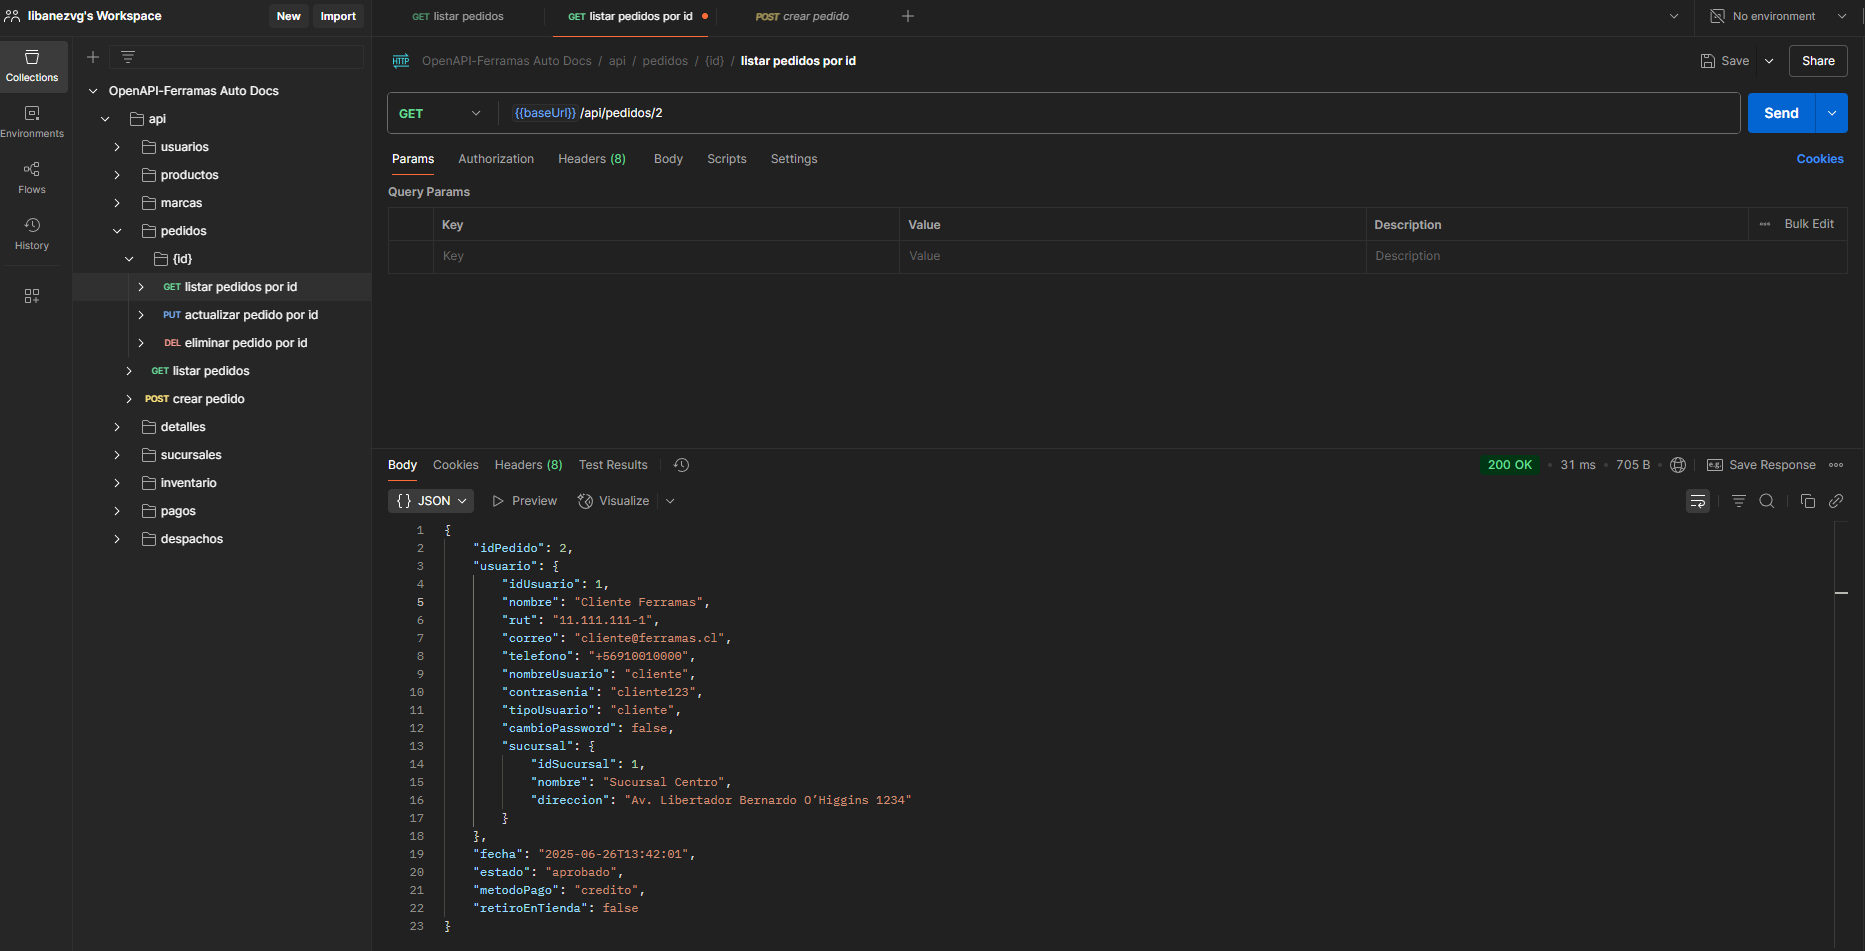 libanezvg's Workspace
New
Import
GET listar pedidos
GET listar pedidos por id
POST crear pedido
No environment
Collections
Environments
Flows
History
OpenAPI-Ferramas Auto Docs
api
usuarios
productos
marcas
pedidos
{id}
GET listar pedidos por id
PUT actualizar pedido por id
DEL eliminar pedido por id
GET listar pedidos
POST crear pedido
detalles
sucursales
inventario
pagos
despachos
HTTP OpenAPI-Ferramas Auto Docs / api / pedidos / {id} / listar pedidos por id
Save
Share
GET
{{baseUrl}} /api/pedidos/2
Send
Params Authorization Headers (8) Body Scripts Settings
Cookies
Query Params
Key Value Description ••• Bulk Edit
Key Value Description
Body Cookies Headers (8) Test Results
200 OK • 31 ms • 705 B • e.g. Save Response
{} JSON Preview Visualize
1 {
2 "idPedido": 2,
3 "usuario": {
4 "idUsuario": 1,
5 "nombre": "Cliente Ferramas",
6 "rut": "11.111.111-1",
7 "correo": "cliente@ferramas.cl",
8 "telefono": "+56910010000",
9 "nombreUsuario": "cliente",
10 "contrasenia": "cliente123",
11 "tipoUsuario": "cliente",
12 "cambioPassword": false,
13 "sucursal": {
14 "idSucursal": 1,
15 "nombre": "Sucursal Centro",
16 "direccion": "Av. Libertador Bernardo O’Higgins 1234"
17 }
18 },
19 "fecha": "2025-06-26T13:42:01",
20 "estado": "aprobado",
21 "metodoPago": "credito",
22 "retiroEnTienda": false
23 }